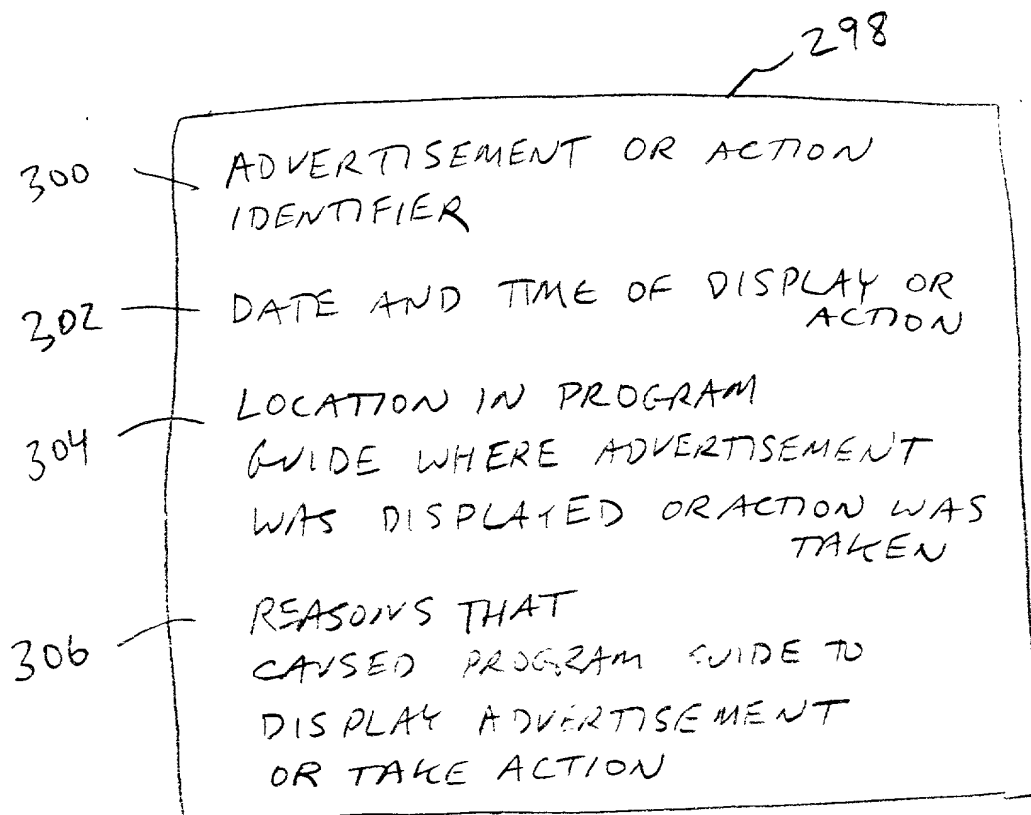 298
300 ADVERTISEMENT OR ACTION
IDENTIFIER
302 DATE AND TIME OF DISPLAY OR
ACTION
LOCATION IN PROGRAM
304 GUIDE WHERE ADVERTISEMENT
WAS DISPLAYED OR ACTION WAS
TAKEN
REASONS THAT
306 CAUSED PROGRAM GUIDE TO
DISPLAY ADVERTISEMENT
OR TAKE ACTION